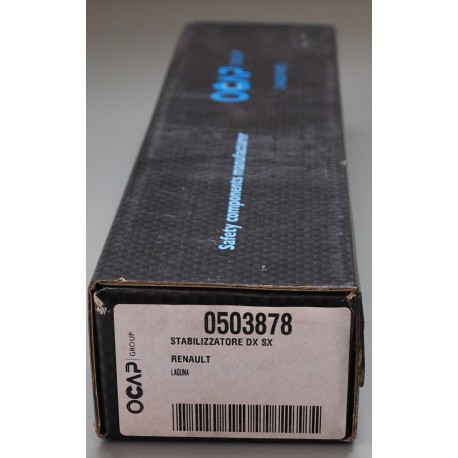 OCAP
GROUP
Safety components manufacturer
0503878
STABILIZZATORE DX SX
RENAULT
LAGUNA
OCAP GROUP